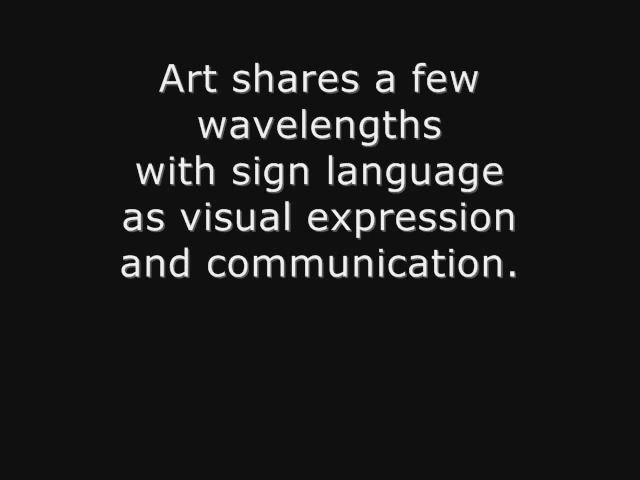 Art shares a few
wavelengths
with sign language
as visual expression
and communication.